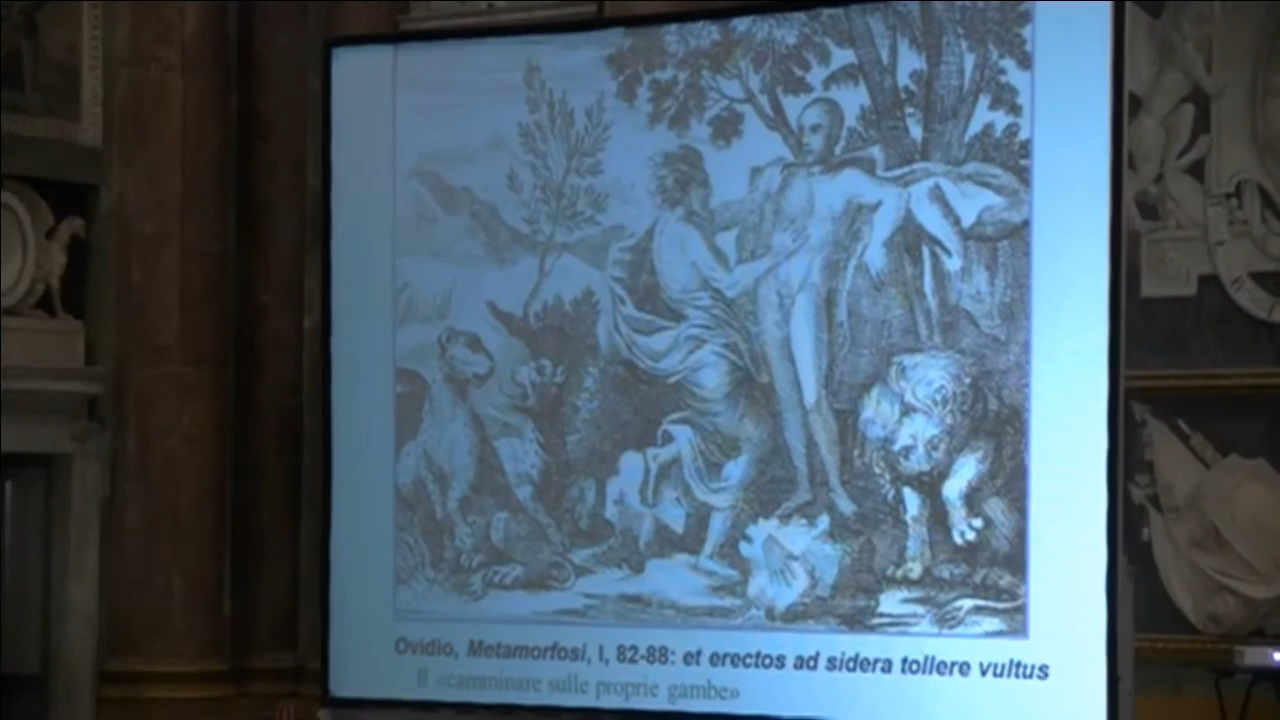 Ovidio, Metamorfosi, I, 82-88: et erectos ad sidera tollere vultus
Il «camminare sulle proprie gambe»